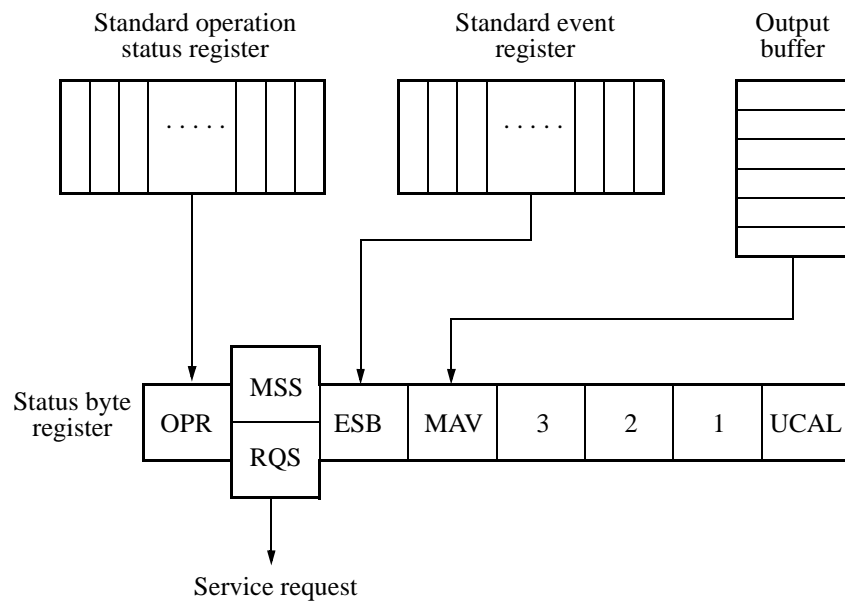 Standard operation
status register
Standard event
register
Output
buffer
. . . . .
. . . . .
Status byte
register
OPR
MSS
RQS
ESB
MAV
3
2
1
UCAL
Service request